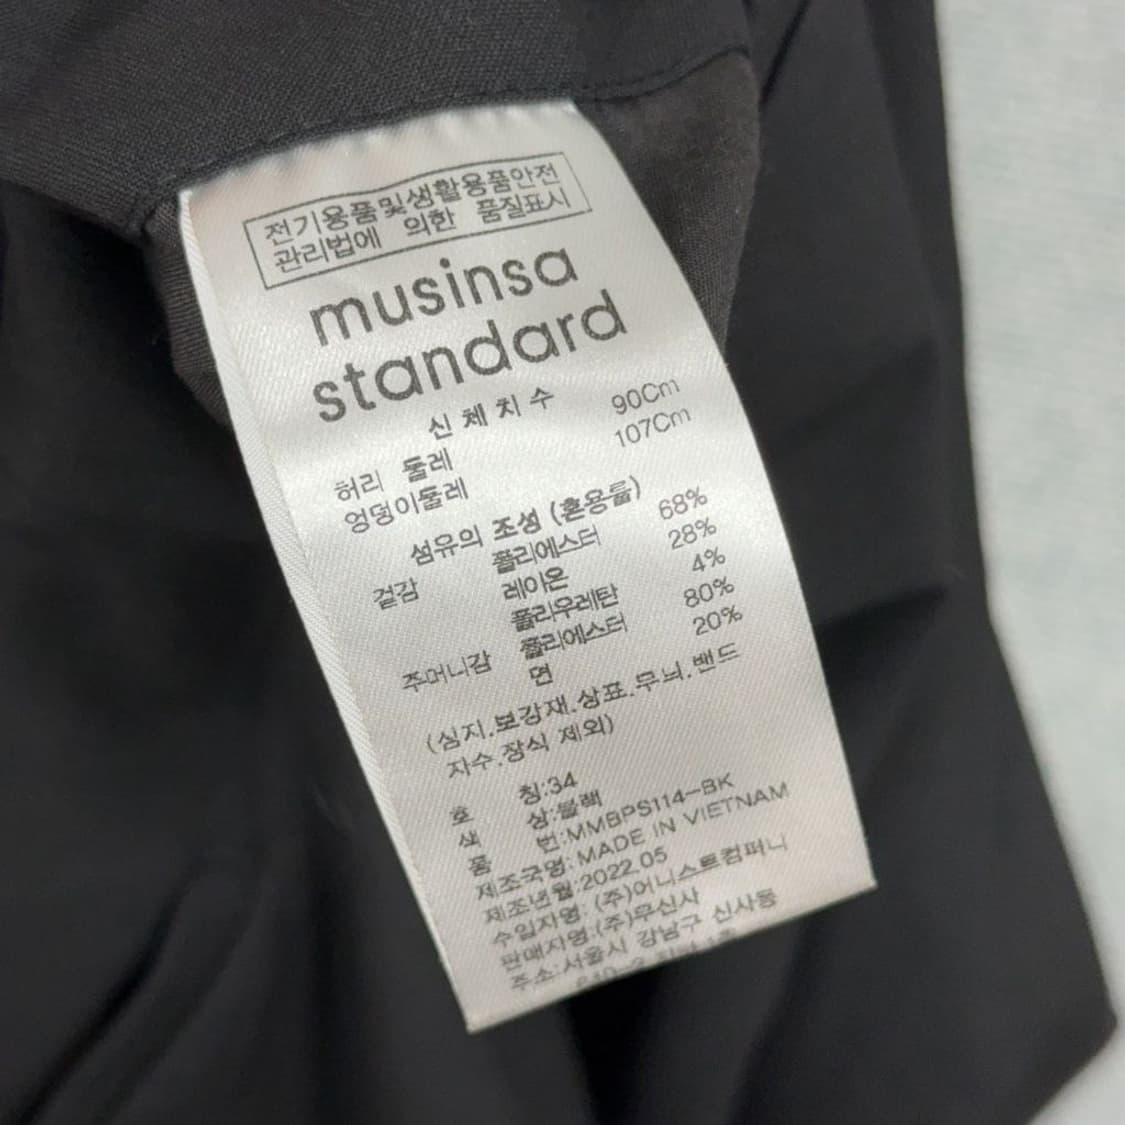 전기용품및생활용품안전
관리법에 의한 품질표시
musinsa
standard
신체치수
허리 둘레 90Cm
엉덩이둘레 107Cm
섬유의 조성 (혼용률)
겉감 폴리에스터 68%
레이온 28%
폴리우레탄 4%
주머니감 폴리에스터 80%
면 20%
(심지.보강재.상표.무늬.밴드
자수.장식 제외)
호 칭:34
색 상:블랙
품 번:MMBPS114-BK
제조국명: MADE IN VIETNAM
제조년월:2022.05
수입자명: (주)어니스트컴퍼니
판매자명:(주)무신사
주소:서울시 강남구 신사동